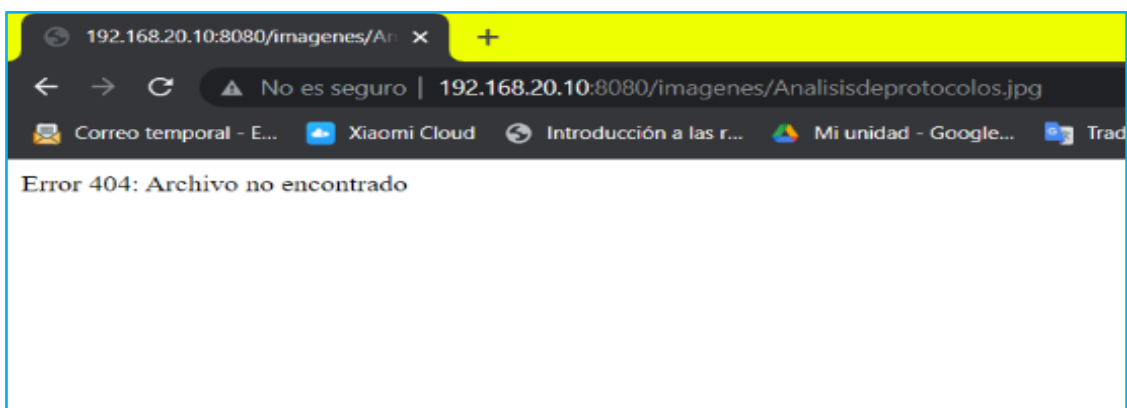 192.168.20.10:8080/imagenes/An
No es seguro | 192.168.20.10:8080/imagenes/Analisisdeprotocolos.jpg
Correo temporal - E... Xiaomi Cloud Introducción a las r... Mi unidad - Google... Trad
Error 404: Archivo no encontrado